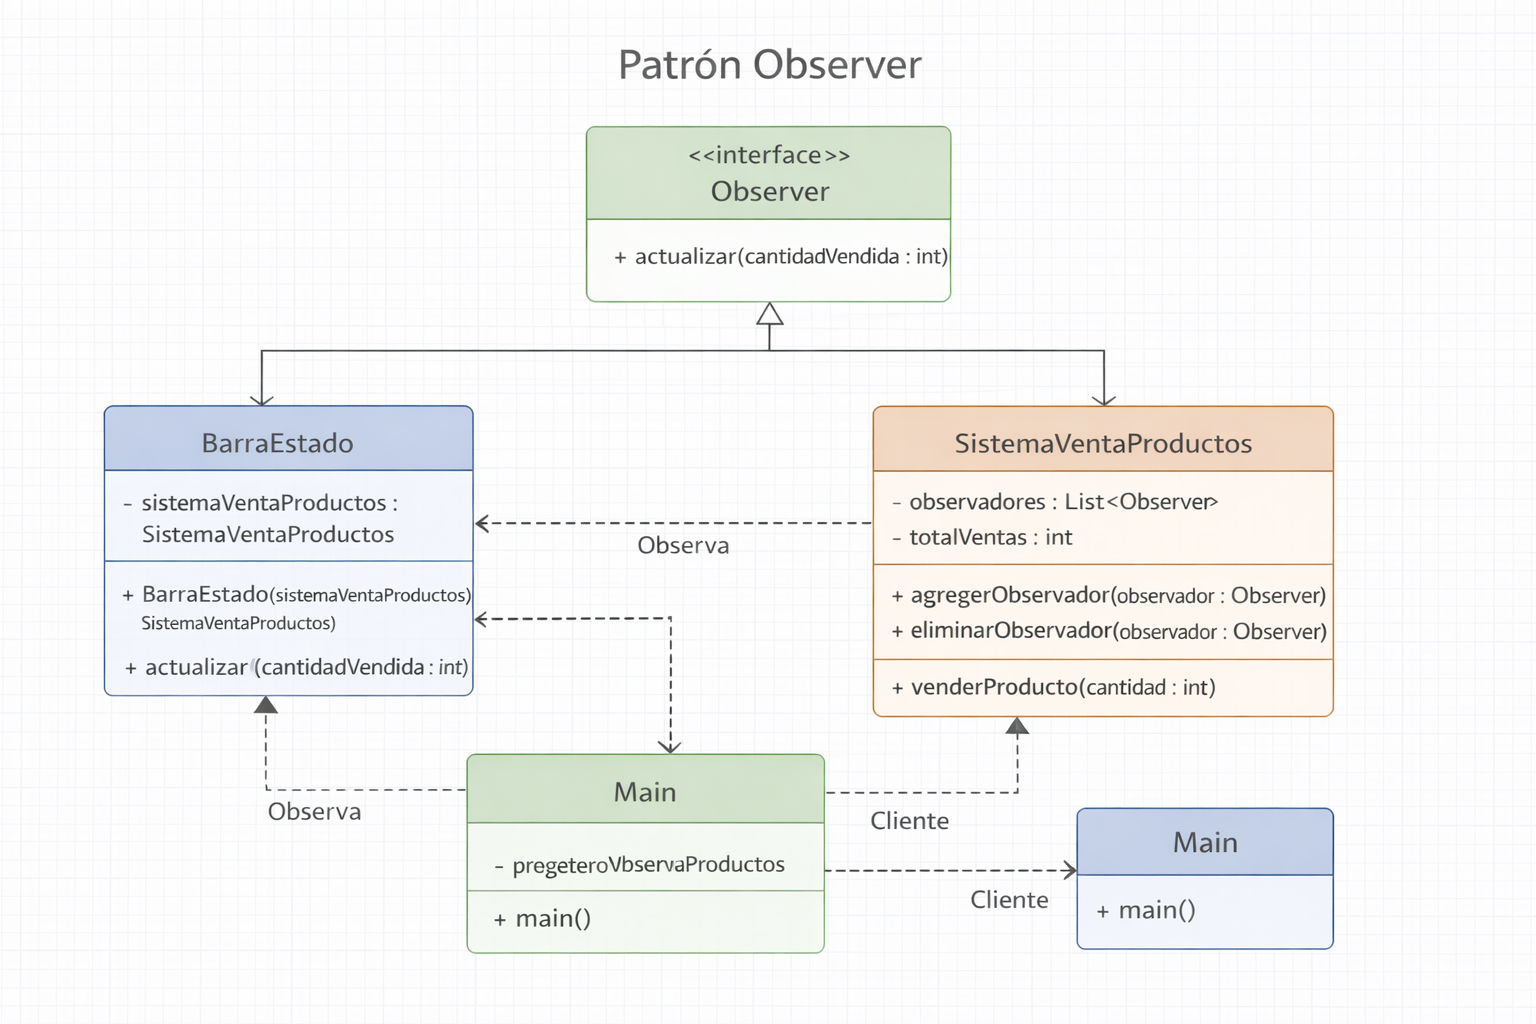 Patrón Observer
<<interface>>
Observer
+ actualizar(cantidadVendida : int)
BarraEstado
- sistemaVentaProductos :
SistemaVentaProductos
+ BarraEstado(sistemaVentaProductos)
SistemaVentaProductos)
+ actualizar (cantidadVendida : int)
SistemaVentaProductos
- observadores : List<Observer>
- totalVentas : int
+ agregerObservador(observador : Observer)
+ eliminarObservador(observador : Observer)
+ venderProducto(cantidad : int)
Observa
Observa
Main
- pregeteroVbservaProductos
+ main()
Cliente
Cliente
Main
+ main()